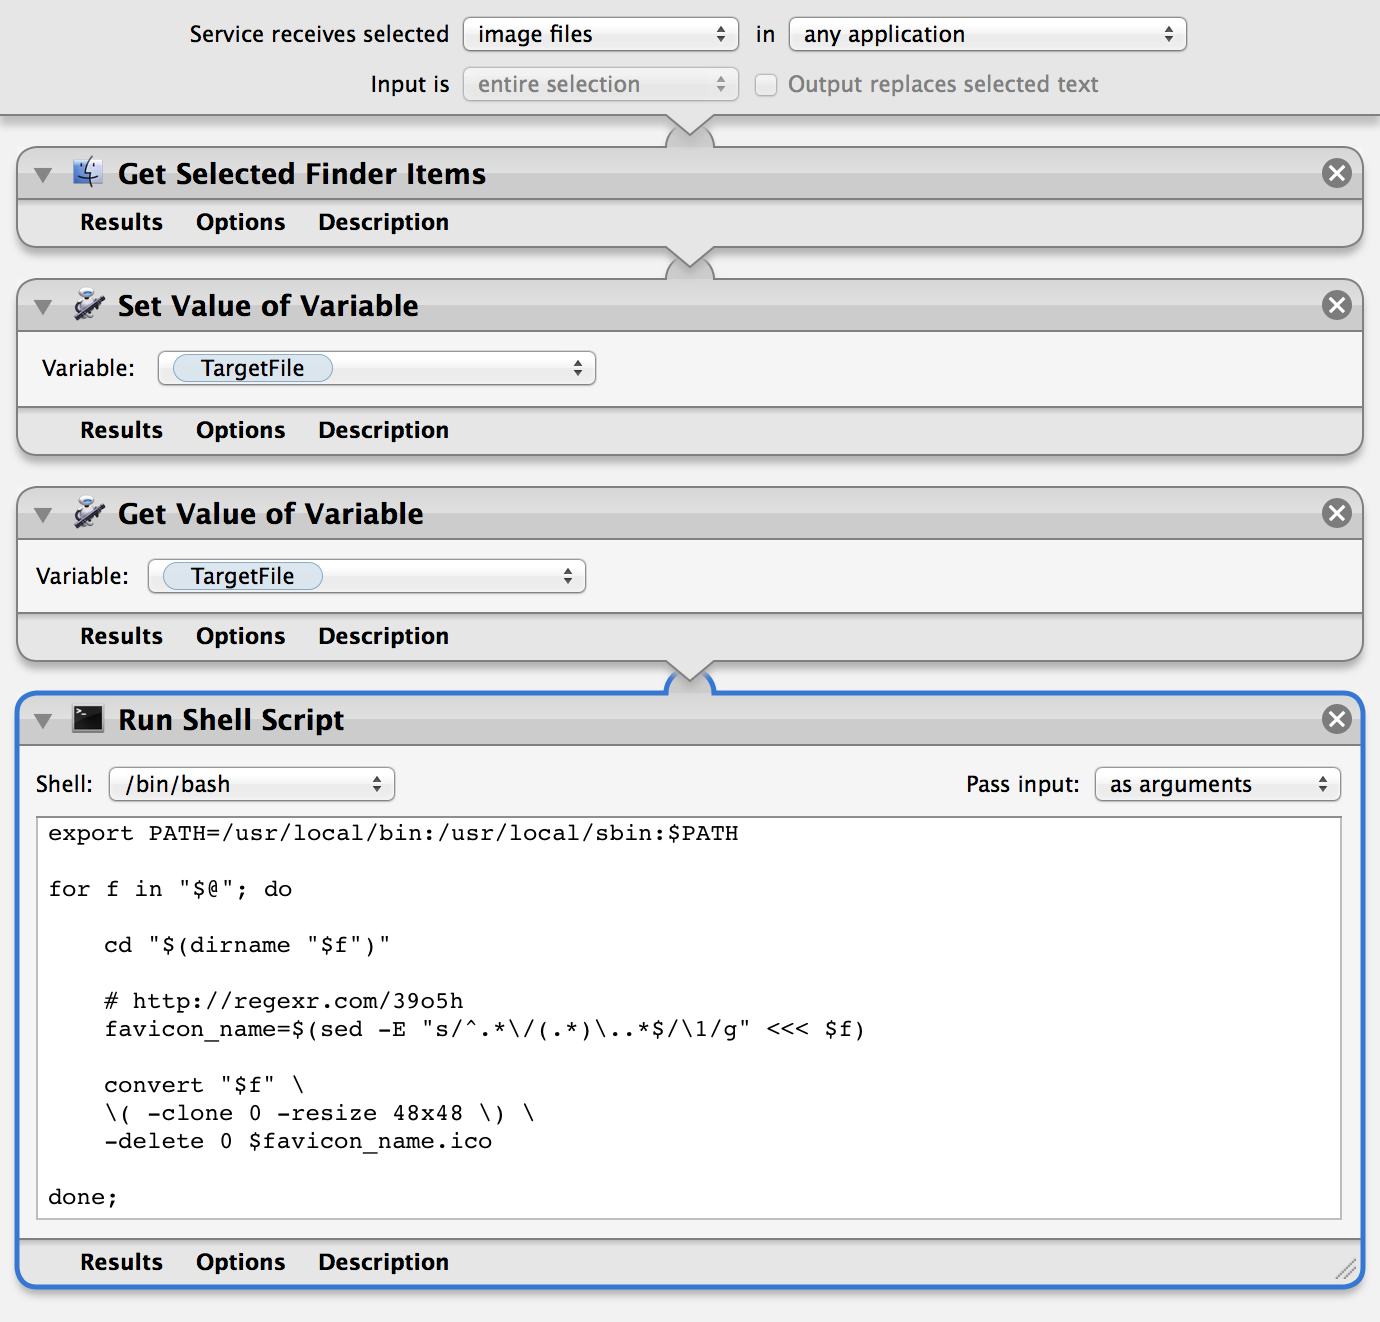 Service receives selected image files in any application
Input is entire selection Output replaces selected text
Get Selected Finder Items
Results Options Description
Set Value of Variable
Variable: TargetFile
Results Options Description
Get Value of Variable
Variable: TargetFile
Results Options Description
Run Shell Script
Shell: /bin/bash Pass input: as arguments
export PATH=/usr/local/bin:/usr/local/sbin:$PATH
for f in "$@"; do
cd "$(dirname "$f")"
# http://regexr.com/39o5h
favicon_name=$(sed -E "s/^.*\/(.*)\..*$/\1/g" <<< $f)
convert "$f" \
\( -clone 0 -resize 48x48 \) \
-delete 0 $favicon_name.ico
done;
Results Options Description